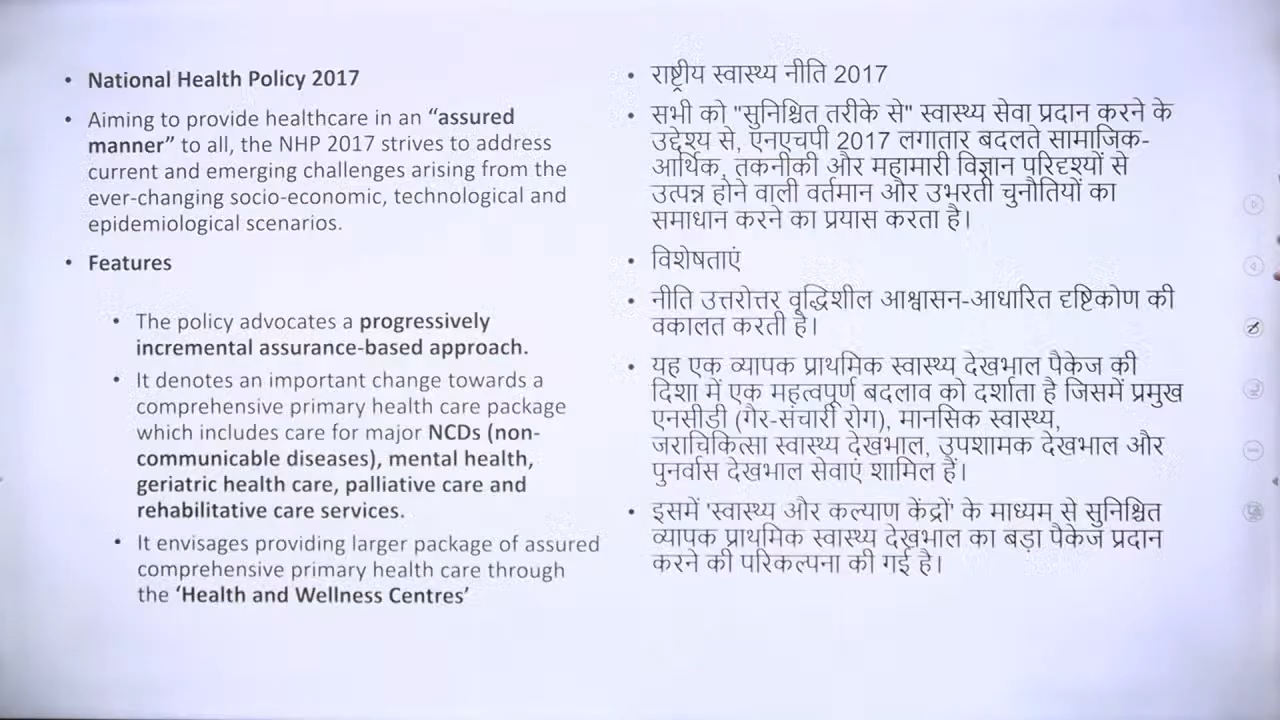 • National Health Policy 2017
• Aiming to provide healthcare in an “assured
manner” to all, the NHP 2017 strives to address
current and emerging challenges arising from the
ever-changing socio-economic, technological and
epidemiological scenarios.
• Features
• The policy advocates a progressively
incremental assurance-based approach.
• It denotes an important change towards a
comprehensive primary health care package
which includes care for major NCDs (non-
communicable diseases), mental health,
geriatric health care, palliative care and
rehabilitative care services.
• It envisages providing larger package of assured
comprehensive primary health care through
the ‘Health and Wellness Centres’
• राष्ट्रीय स्वास्थ्य नीति 2017
• सभी को "सुनिश्चित तरीके से" स्वास्थ्य सेवा प्रदान करने के
उद्देश्य से, एनएचपी 2017 लगातार बदलते सामाजिक-
आर्थिक, तकनीकी और महामारी विज्ञान परिदृश्यों से
उत्पन्न होने वाली वर्तमान और उभरती चुनौतियों का
समाधान करने का प्रयास करता है।
• विशेषताएं
• नीति उत्तरोत्तर वृद्धिशील आश्वासन-आधारित दृष्टिकोण की
वकालत करती है।
• यह एक व्यापक प्राथमिक स्वास्थ्य देखभाल पैकेज की
दिशा में एक महत्वपूर्ण बदलाव को दर्शाता है जिसमें प्रमुख
एनसीडी (गैर-संचारी रोग), मानसिक स्वास्थ्य,
जराचिकित्सा स्वास्थ्य देखभाल, उपशामक देखभाल और
पुनर्वास देखभाल सेवाएं शामिल हैं।
• इसमें 'स्वास्थ्य और कल्याण केंद्रों' के माध्यम से सुनिश्चित
व्यापक प्राथमिक स्वास्थ्य देखभाल का बड़ा पैकेज प्रदान
करने की परिकल्पना की गई है।